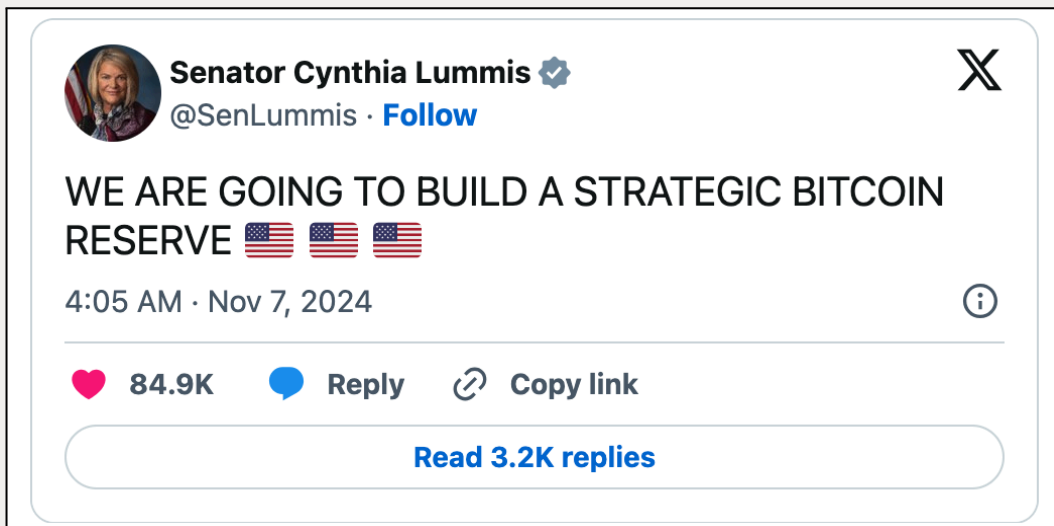 Senator Cynthia Lummis
@SenLummis · Follow
WE ARE GOING TO BUILD A STRATEGIC BITCOIN
RESERVE 🇺🇸 🇺🇸 🇺🇸
4:05 AM · Nov 7, 2024
84.9K Reply Copy link
Read 3.2K replies